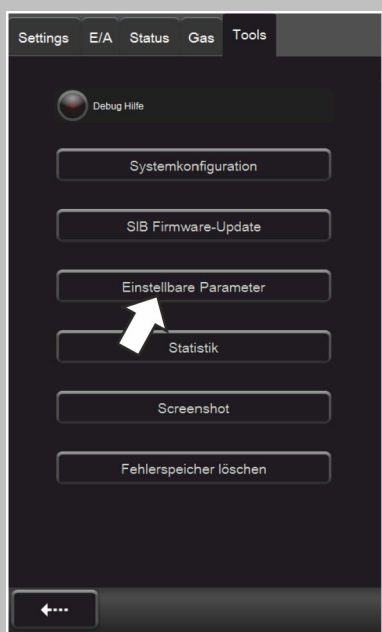 Settings E/A Status Gas Tools
Debug Hilfe
Systemkonfiguration
SIB Firmware-Update
Einstellbare Parameter
Statistik
Screenshot
Fehlerspeicher löschen